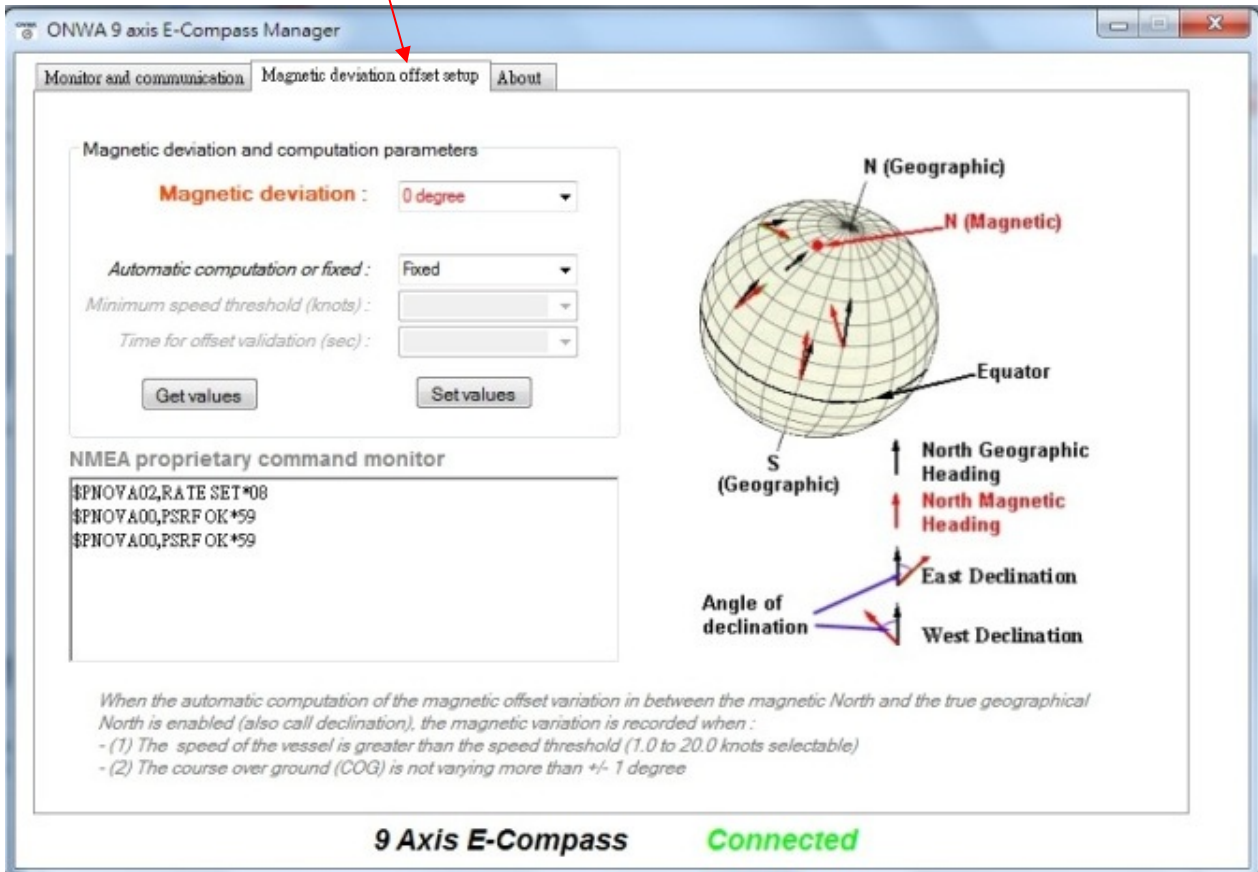 ONWA 9 axis E-Compass Manager
Monitor and communication
Magnetic deviation offset setup
About
Magnetic deviation and computation parameters
Magnetic deviation :
0 degree
Automatic computation or fixed :
Fixed
Minimum speed threshold (knots) :
Time for offset validation (sec) :
Get values
Set values
NMEA proprietary command monitor
$PNOVA02,RATE SET*08
$PNOVA00,PSRF OK*59
$PNOVA00,PSRF OK*59
N (Geographic)
N (Magnetic)
Equator
S
(Geographic)
North Geographic
Heading
North Magnetic
Heading
East Declination
Angle of
declination
West Declination
When the automatic computation of the magnetic offset variation in between the magnetic North and the true geographical
North is enabled (also call declination), the magnetic variation is recorded when :
- (1) The speed of the vessel is greater than the speed threshold (1.0 to 20.0 knots selectable)
- (2) The course over ground (COG) is not varying more than +/- 1 degree
9 Axis E-Compass
Connected